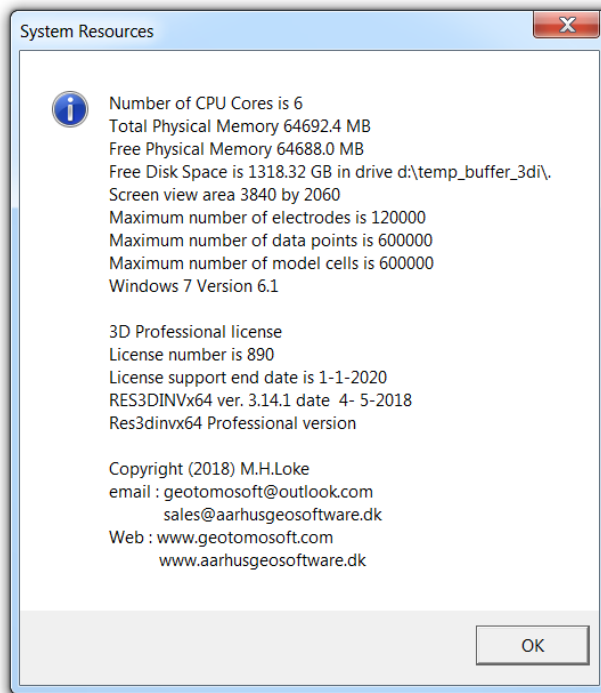 System Resources
Number of CPU Cores is 6
Total Physical Memory 64692.4 MB
Free Physical Memory 64688.0 MB
Free Disk Space is 1318.32 GB in drive d:\temp_buffer_3di\.
Screen view area 3840 by 2060
Maximum number of electrodes is 120000
Maximum number of data points is 600000
Maximum number of model cells is 600000
Windows 7 Version 6.1
3D Professional license
License number is 890
License support end date is 1-1-2020
RES3DINVx64 ver. 3.14.1 date  4- 5-2018
Res3dinvx64 Professional version
Copyright (2018) M.H.Loke
email : geotomosoft@outlook.com
sales@aarhusgeosoftware.dk
Web : www.geotomosoft.com
www.aarhusgeosoftware.dk
OK